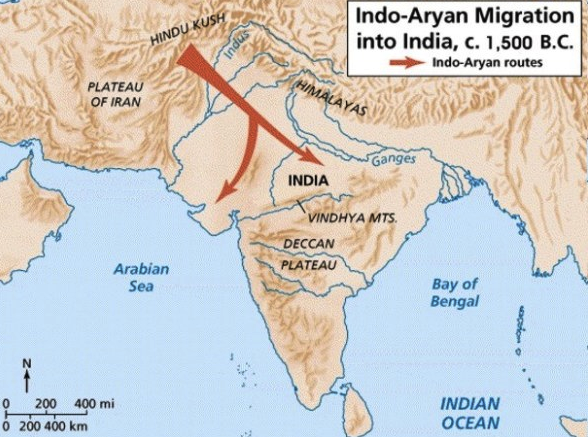 Indo-Aryan Migration
into India, c. 1,500 B.C.
Indo-Aryan routes
HINDU KUSH
Indus
PLATEAU
OF IRAN
HIMALAYAS
Ganges
INDIA
VINDHYA MTS.
DECCAN
PLATEAU
Arabian
Sea
Bay of
Bengal
N
0 200 400 mi
0 200 400 km
INDIAN
OCEAN